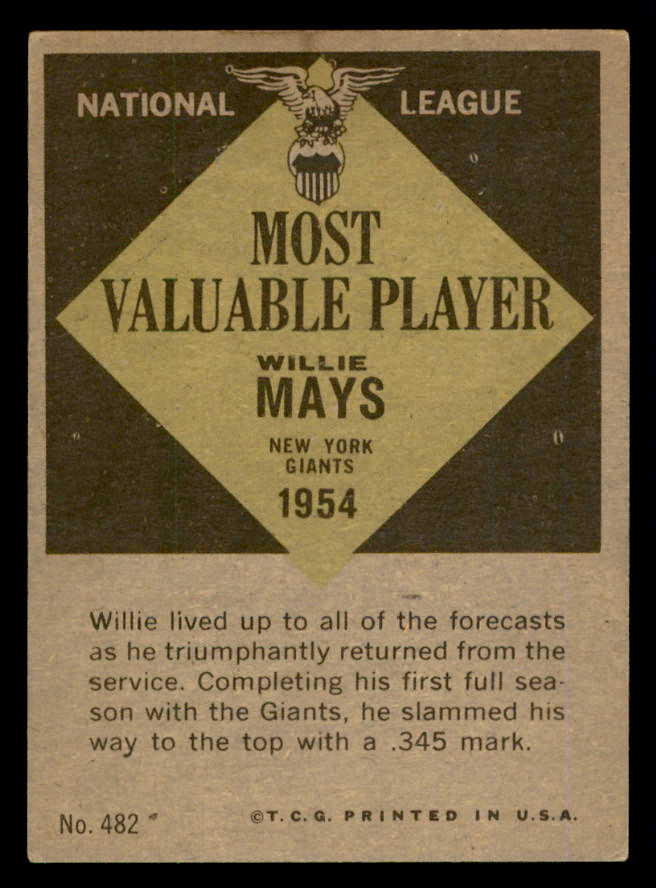 NATIONAL LEAGUE
MOST
VALUABLE PLAYER
WILLIE
MAYS
NEW YORK
GIANTS
1954
Willie lived up to all of the forecasts
as he triumphantly returned from the
service. Completing his first full sea-
son with the Giants, he slammed his
way to the top with a .345 mark.
No. 482 ©T.C.G. PRINTED IN U.S.A.